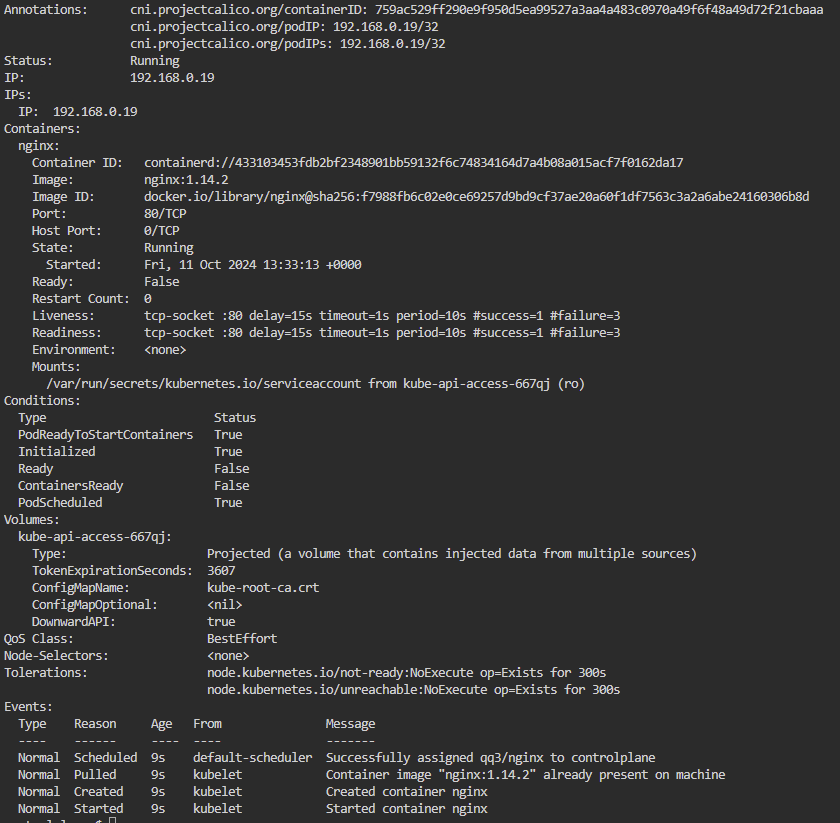 Annotations:      cni.projectcalico.org/containerID: 759ac529ff290e9f950d5ea99527a3aa4a483c0970a49f6f48a49d72f21cbaaa
                  cni.projectcalico.org/podIP: 192.168.0.19/32
                  cni.projectcalico.org/podIPs: 192.168.0.19/32
Status:           Running
IP:               192.168.0.19
IPs:
  IP:  192.168.0.19
Containers:
  nginx:
    Container ID:   containerd://433103453fdb2bf2348901bb59132f6c74834164d7a4b08a015acf7f0162da17
    Image:          nginx:1.14.2
    Image ID:       docker.io/library/nginx@sha256:f7988fb6c02e0ce69257d9bd9cf37ae20a60f1df7563c3a2a6abe24160306b8d
    Port:           80/TCP
    Host Port:      0/TCP
    State:          Running
      Started:      Fri, 11 Oct 2024 13:33:13 +0000
    Ready:          False
    Restart Count:  0
    Liveness:       tcp-socket :80 delay=15s timeout=1s period=10s #success=1 #failure=3
    Readiness:      tcp-socket :80 delay=15s timeout=1s period=10s #success=1 #failure=3
    Environment:    <none>
    Mounts:
      /var/run/secrets/kubernetes.io/serviceaccount from kube-api-access-667qj (ro)
Conditions:
  Type                        Status
  PodReadyToStartContainers   True
  Initialized                 True
  Ready                       False
  ContainersReady             False
  PodScheduled                True
Volumes:
  kube-api-access-667qj:
    Type:                    Projected (a volume that contains injected data from multiple sources)
    TokenExpirationSeconds:  3607
    ConfigMapName:           kube-root-ca.crt
    ConfigMapOptional:       <nil>
    DownwardAPI:             true
QoS Class:                   BestEffort
Node-Selectors:              <none>
Tolerations:                 node.kubernetes.io/not-ready:NoExecute op=Exists for 300s
                             node.kubernetes.io/unreachable:NoExecute op=Exists for 300s
Events:
  Type    Reason     Age   From               Message
  ----    ------     ----  ----               -------
  Normal  Scheduled  9s    default-scheduler  Successfully assigned qq3/nginx to controlplane
  Normal  Pulled     9s    kubelet            Container image "nginx:1.14.2" already present on machine
  Normal  Created    9s    kubelet            Created container nginx
  Normal  Started    9s    kubelet            Started container nginx